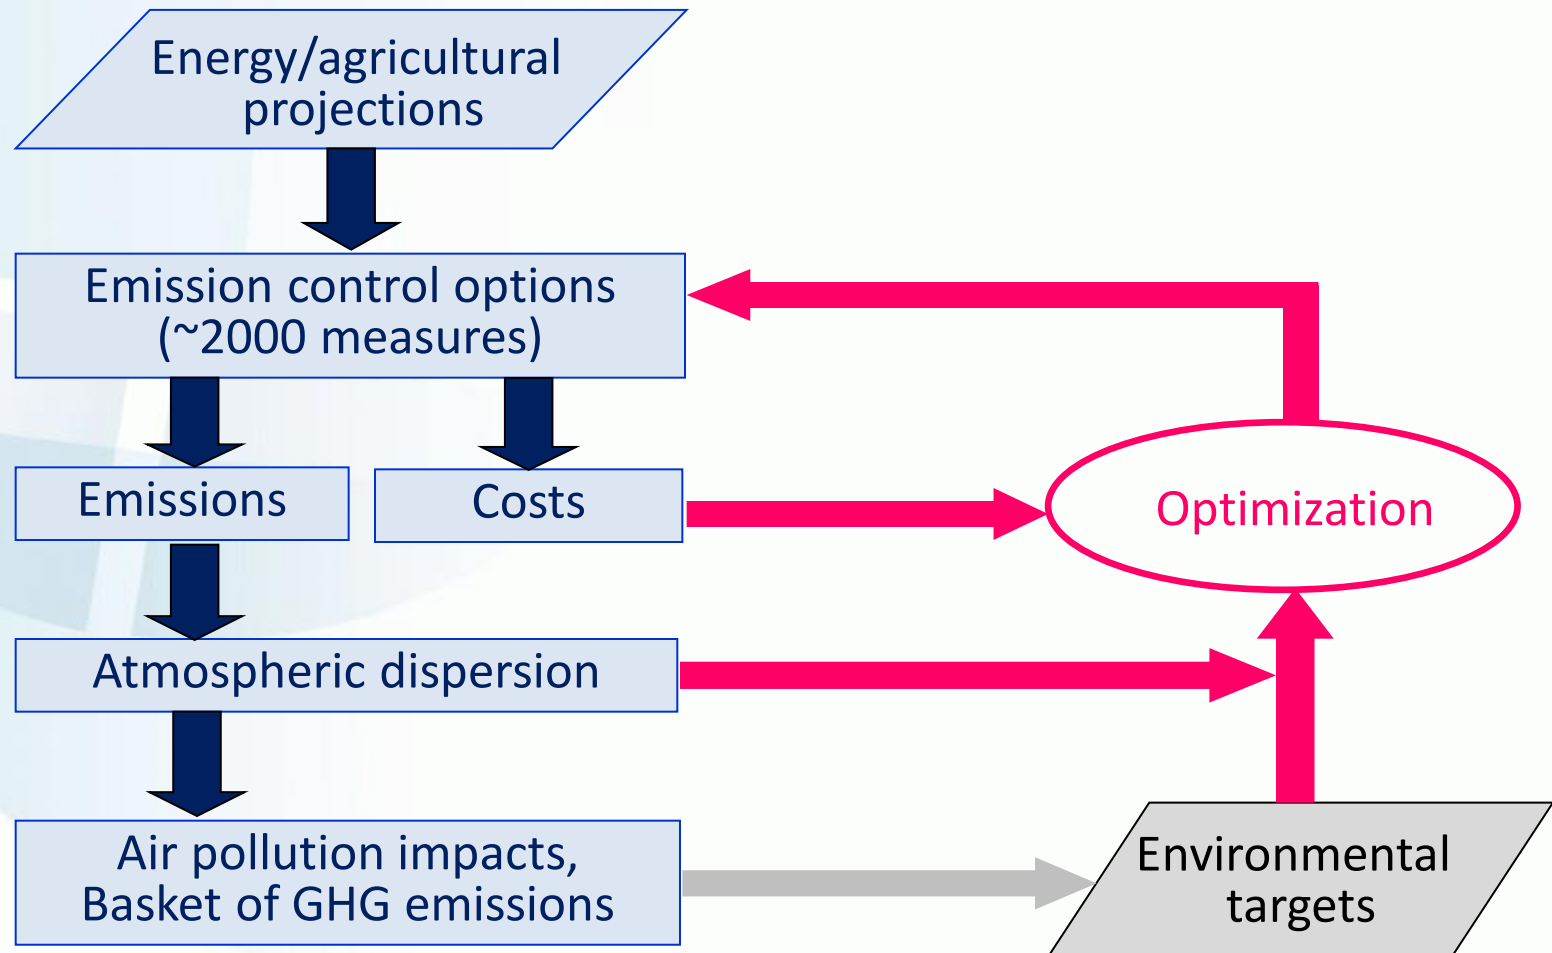 Energy/agricultural
projections
Emission control options
(~2000 measures)
Emissions
Costs
Optimization
Atmospheric dispersion
Air pollution impacts,
Basket of GHG emissions
Environmental
targets